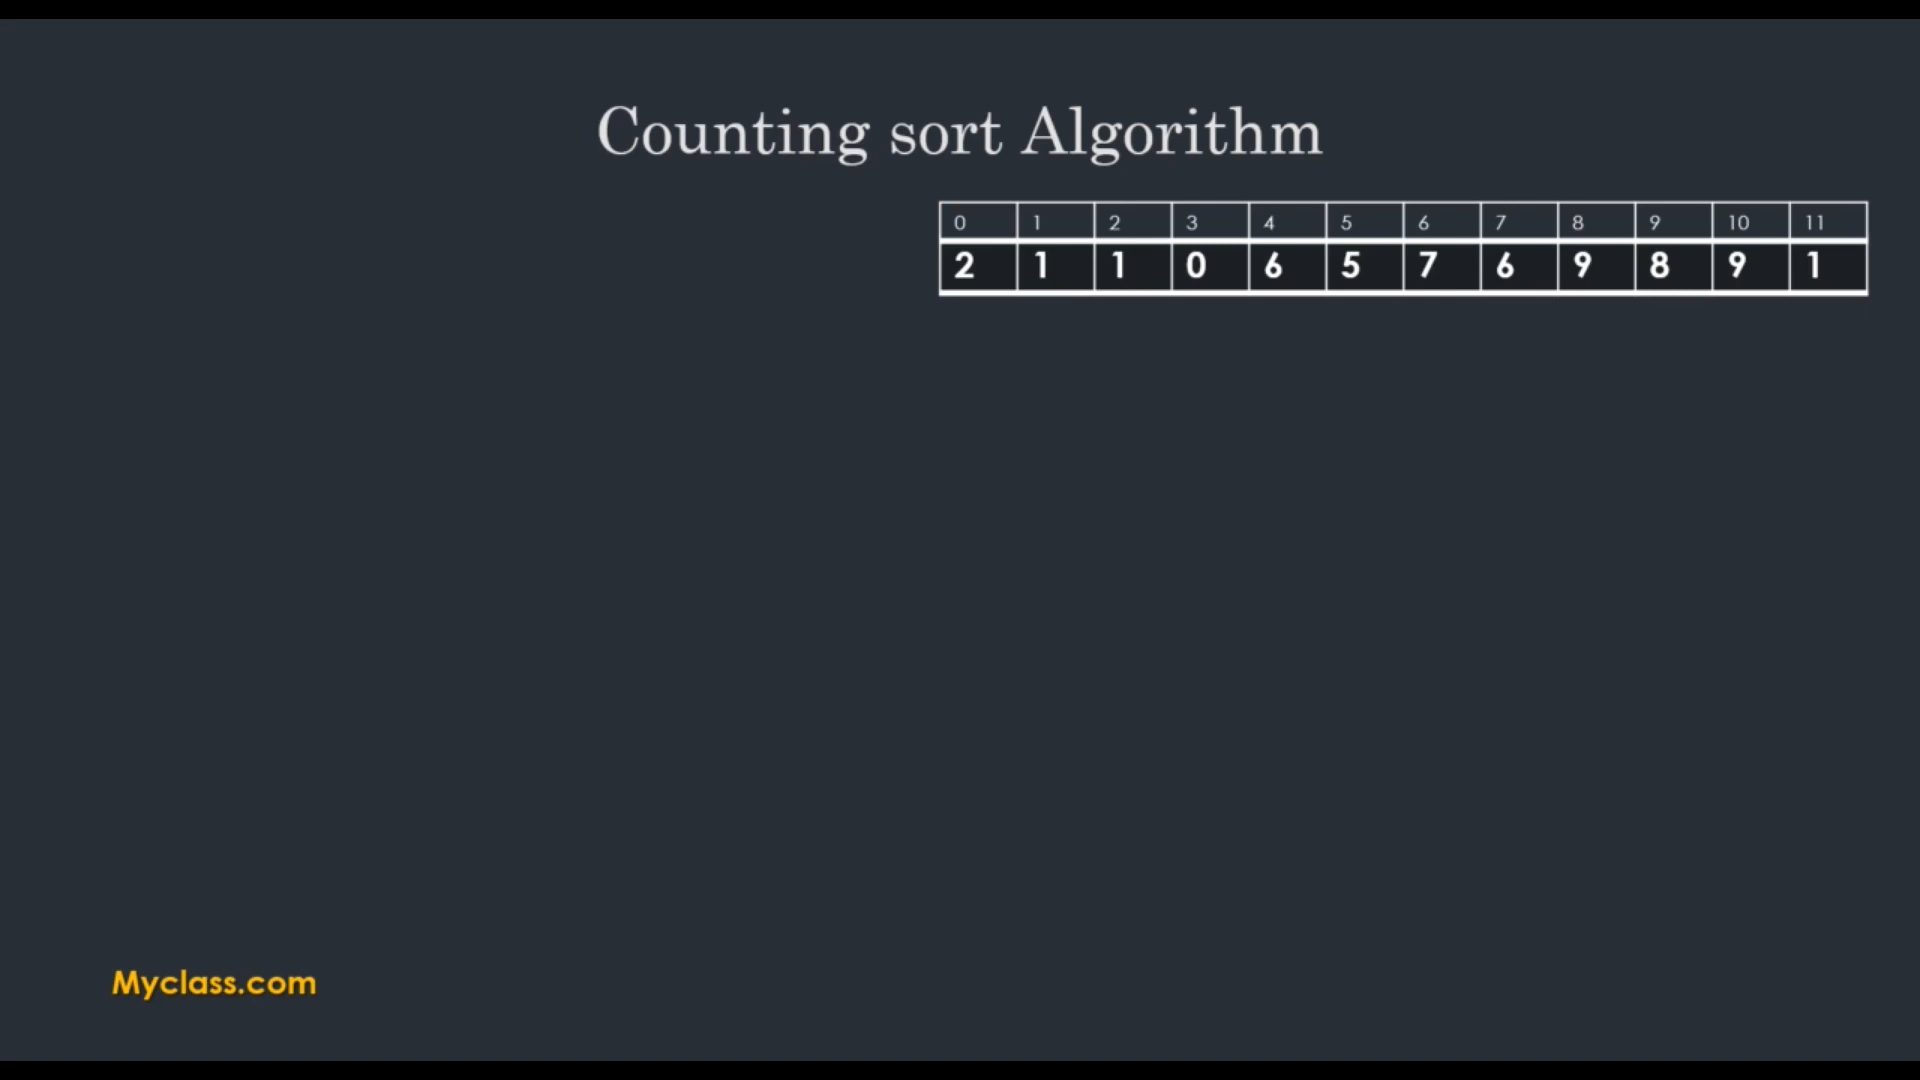 Counting sort Algorithm
0 1 2 3 4 5 6 7 8 9 10 11
2 1 1 0 6 5 7 6 9 8 9 1
Myclass.com